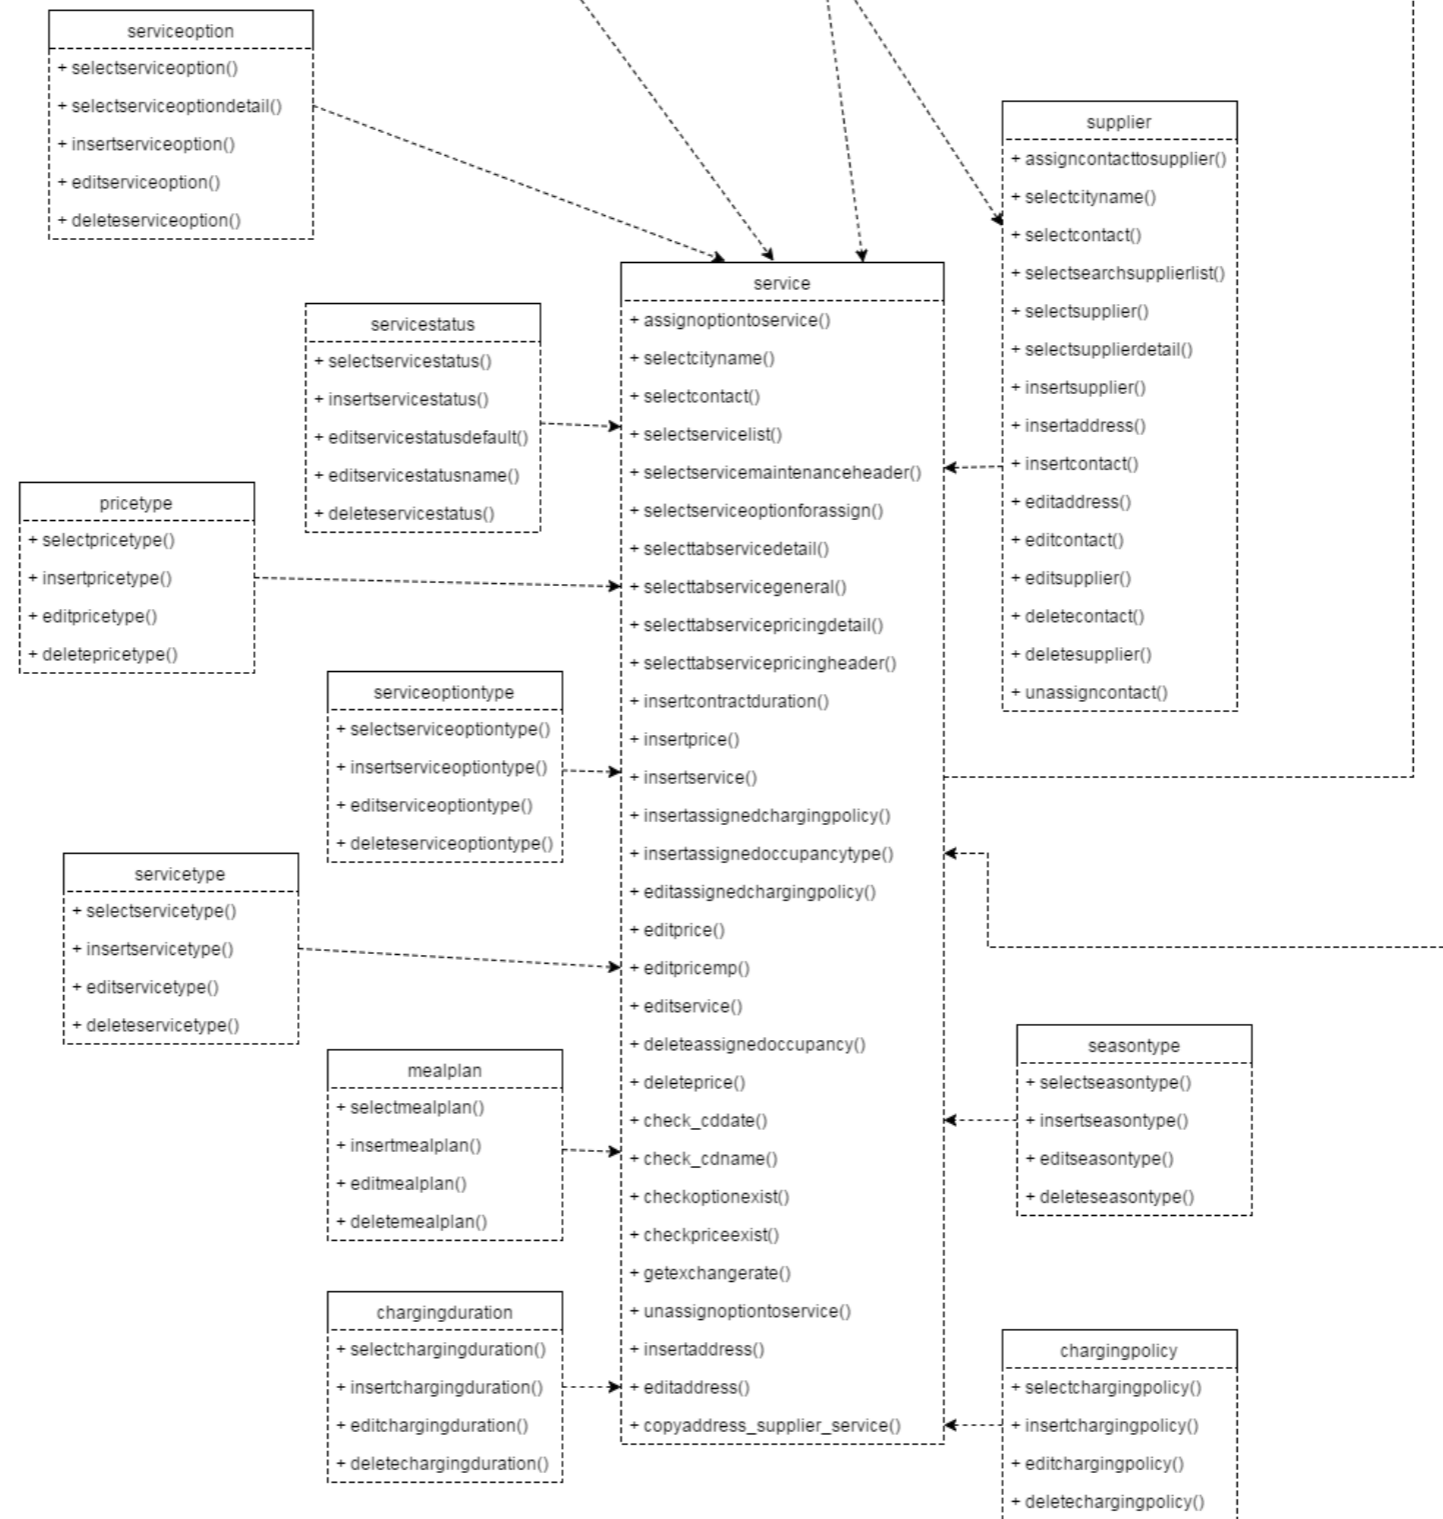 serviceoption
+ selectserviceoption()
+ selectserviceoptiondetail()
+ insertserviceoption()
+ editserviceoption()
+ deleteserviceoption()
supplier
+ assigncontacttosupplier()
+ selectcityname()
+ selectcontact()
+ selectsearchsupplierlist()
+ selectsupplier()
+ selectsupplierdetail()
+ insertsupplier()
+ insertaddress()
+ insertcontact()
+ editaddress()
+ editcontact()
+ editsupplier()
+ deletecontact()
+ deletesupplier()
+ unassigncontact()
service
+ assignoptiontoservice()
+ selectcityname()
+ selectcontact()
+ selectservicelist()
+ selectservicemaintenanceheader()
+ selectserviceoptionforassign()
+ selecttabservicedetail()
+ selecttabservicegeneral()
+ selecttabservicepricingdetail()
+ selecttabservicepricingheader()
+ insertcontractduration()
+ insertprice()
+ insertservice()
+ insertassignedchargingpolicy()
+ insertassignedoccupancytype()
+ editassignedchargingpolicy()
+ editprice()
+ editpricemp()
+ editservice()
+ deleteassignedoccupancy()
+ deleteprice()
+ check_cddate()
+ check_cdname()
+ checkoptionexist()
+ checkpriceexist()
+ getexchangerate()
+ unassignoptiontoservice()
+ insertaddress()
+ editaddress()
+ copyaddress_supplier_service()
servicestatus
+ selectservicestatus()
+ insertservicestatus()
+ editservicestatusdefault()
+ editservicestatusname()
+ deleteservicestatus()
pricetype
+ selectpricetype()
+ insertpricetype()
+ editpricetype()
+ deletepricetype()
serviceoptiontype
+ selectserviceoptiontype()
+ insertserviceoptiontype()
+ editserviceoptiontype()
+ deleteserviceoptiontype()
servicetype
+ selectservicetype()
+ insertservicetype()
+ editservicetype()
+ deleteservicetype()
mealplan
+ selectmealplan()
+ insertmealplan()
+ editmealplan()
+ deletemealplan()
seasontype
+ selectseasontype()
+ insertseasontype()
+ editseasontype()
+ deleteseasontype()
chargingduration
+ selectchargingduration()
+ insertchargingduration()
+ editchargingduration()
+ deletechargingduration()
chargingpolicy
+ selectchargingpolicy()
+ insertchargingpolicy()
+ editchargingpolicy()
+ deletechargingpolicy()